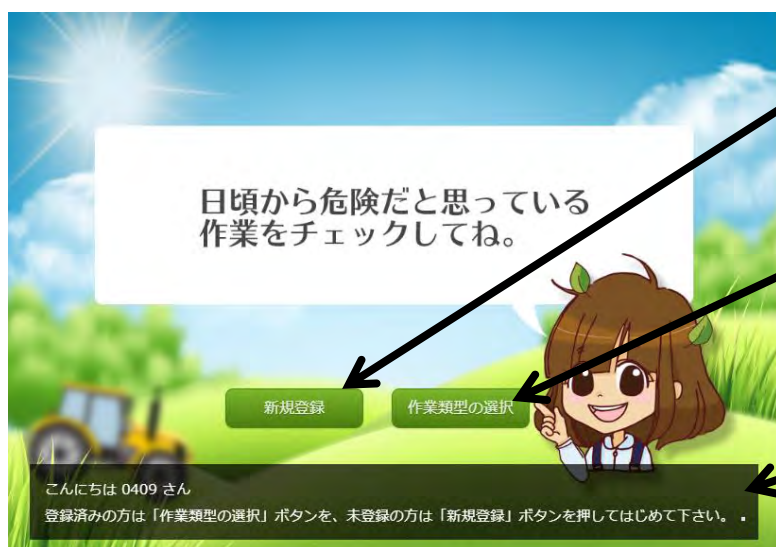 日頃から危険だと思っている
作業をチェックしてね。
新規登録
作業類型の選択
こんにちは 0409 さん
登録済みの方は「作業類型の選択」ボタンを、未登録の方は「新規登録」ボタンを押してはじめて下さい。 .